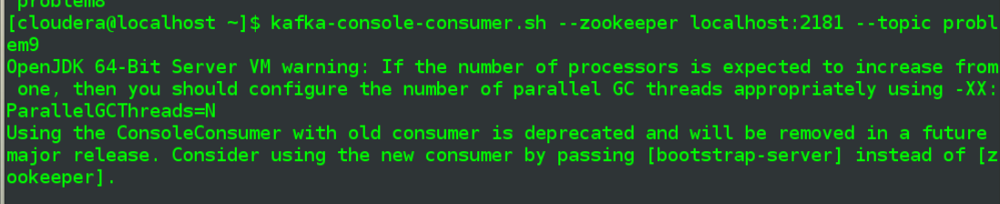 problem8
[cloudera@localhost ~]$ kafka-console-consumer.sh --zookeeper localhost:2181 --topic probl
em9
OpenJDK 64-Bit Server VM warning: If the number of processors is expected to increase from
 one, then you should configure the number of parallel GC threads appropriately using -XX:
ParallelGCThreads=N
Using the ConsoleConsumer with old consumer is deprecated and will be removed in a future 
major release. Consider using the new consumer by passing [bootstrap-server] instead of [z
ookeeper].